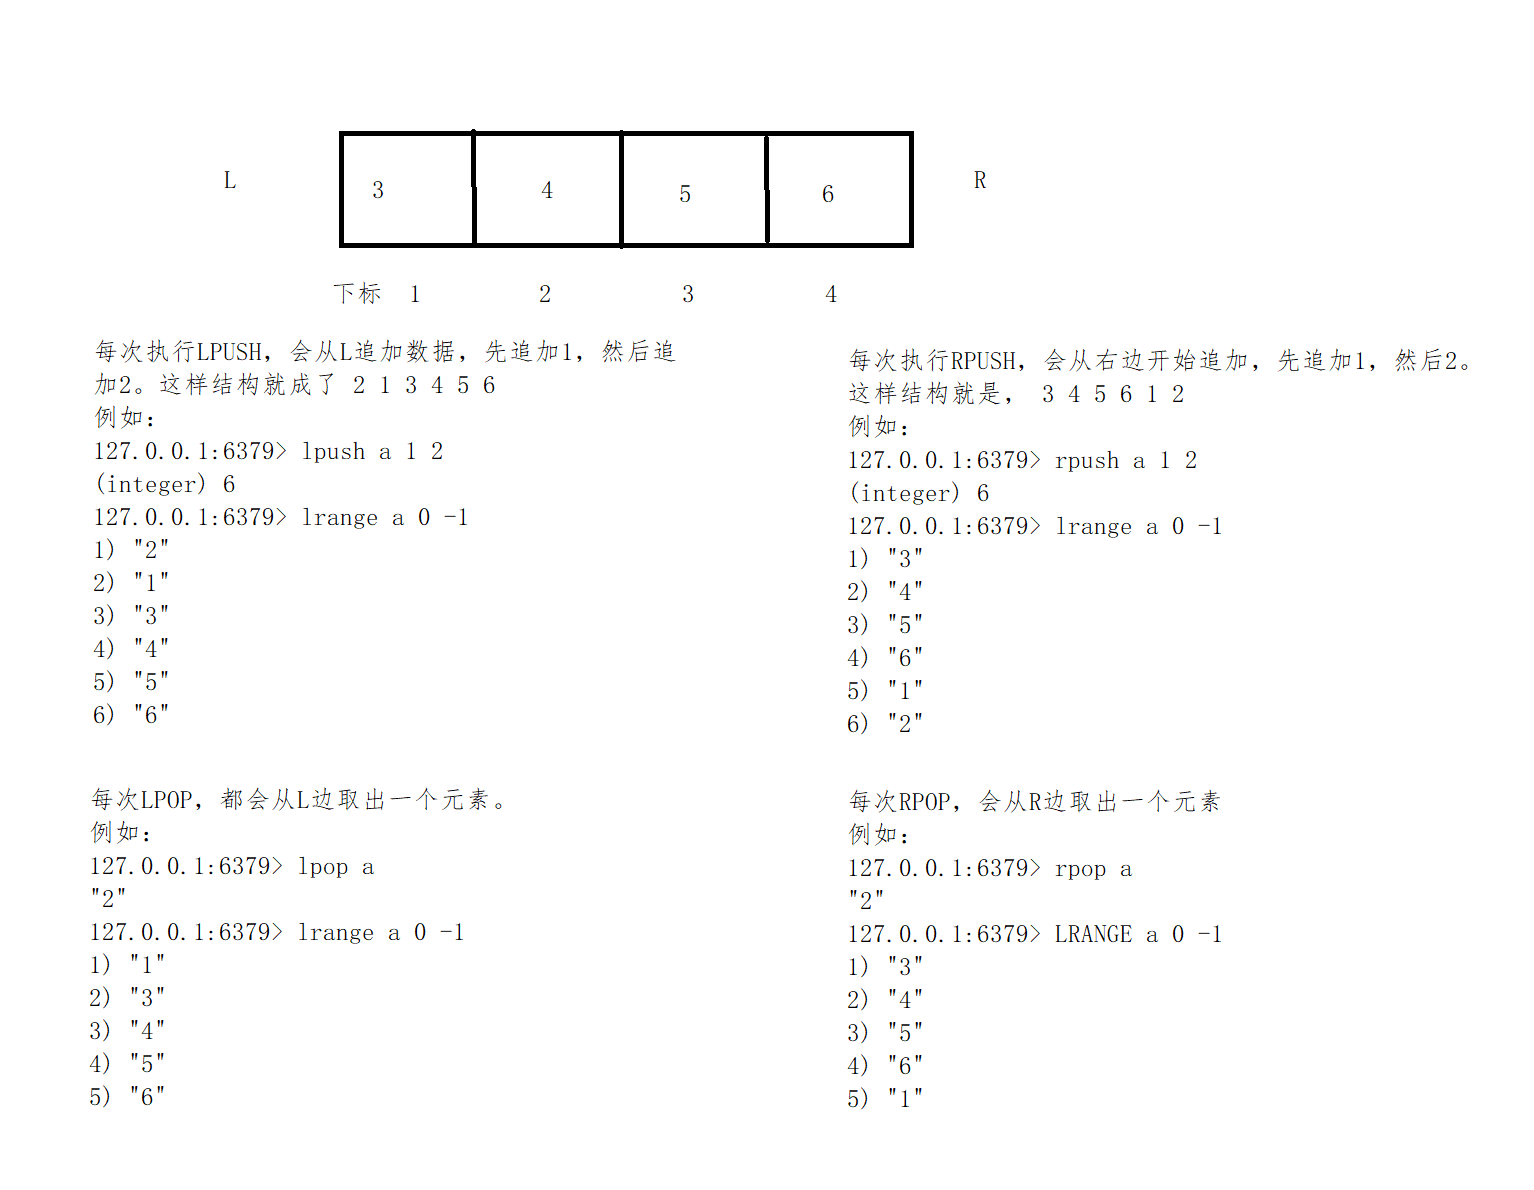 L 3 4 5 6 R
下标 1 2 3 4
每次执行LPUSH，会从L追加数据，先追加1，然后追
加2。这样结构就成了 2 1 3 4 5 6
例如：
127.0.0.1:6379> lpush a 1 2
(integer) 6
127.0.0.1:6379> lrange a 0 -1
1) "2"
2) "1"
3) "3"
4) "4"
5) "5"
6) "6"
每次LPOP，都会从L边取出一个元素。
例如：
127.0.0.1:6379> lpop a
"2"
127.0.0.1:6379> lrange a 0 -1
1) "1"
2) "3"
3) "4"
4) "5"
5) "6"
每次执行RPUSH，会从右边开始追加，先追加1，然后2。
这样结构就是， 3 4 5 6 1 2
例如：
127.0.0.1:6379> rpush a 1 2
(integer) 6
127.0.0.1:6379> lrange a 0 -1
1) "3"
2) "4"
3) "5"
4) "6"
5) "1"
6) "2"
每次RPOP，会从R边取出一个元素
例如：
127.0.0.1:6379> rpop a
"2"
127.0.0.1:6379> LRANGE a 0 -1
1) "3"
2) "4"
3) "5"
4) "6"
5) "1"